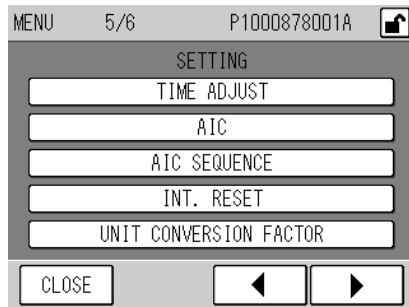 MENU 5/6 P1000878001A
SETTING
TIME ADJUST
AIC
AIC SEQUENCE
INT. RESET
UNIT CONVERSION FACTOR
CLOSE